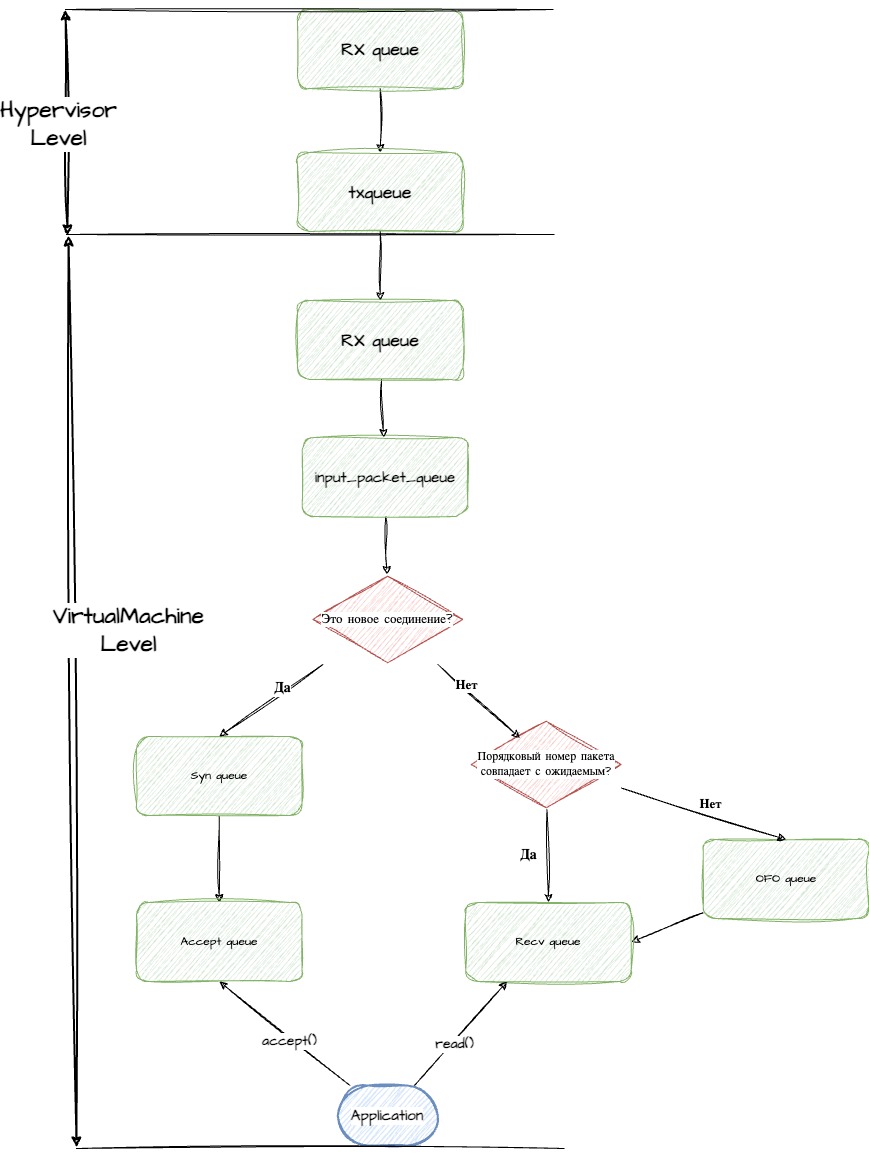 RX queue
Hypervisor
Level
txqueue
RX queue
input_packet_queue
VirtualMachine
Level
Это новое соединение?
Да
Нет
Порядковый номер пакета
совпадает с ожидаемым?
Syn queue
Нет
Да
OFO queue
Accept queue
Recv queue
accept()
read()
Application